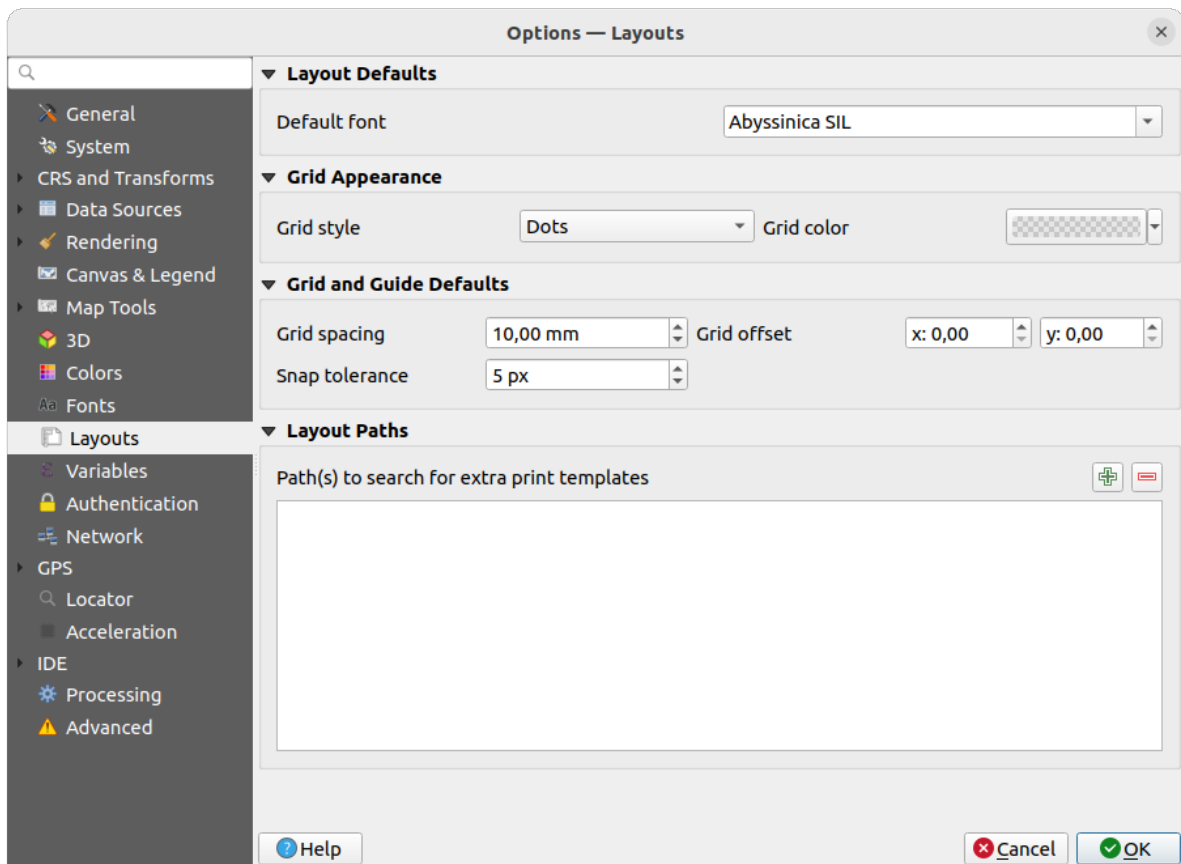 Options — Layouts
General
System
CRS and Transforms
Data Sources
Rendering
Canvas & Legend
Map Tools
3D
Colors
Aa Fonts
Layouts
ε Variables
Authentication
Network
GPS
Locator
Acceleration
IDE
Processing
Advanced
Layout Defaults
Default font Abyssinica SIL
Grid Appearance
Grid style Dots Grid color
Grid and Guide Defaults
Grid spacing 10,00 mm Grid offset x: 0,00 y: 0,00
Snap tolerance 5 px
Layout Paths
Path(s) to search for extra print templates
? Help Cancel OK